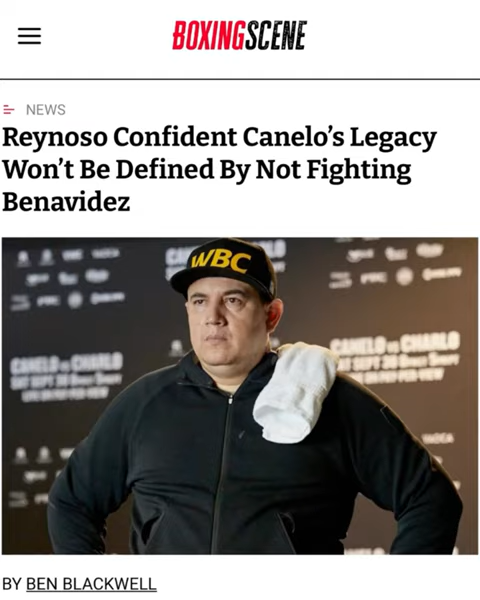 BOXINGSCENE
NEWS
Reynoso Confident Canelo's Legacy
Won't Be Defined By Not Fighting
Benavidez
WBC
CANELO vs CHARLO
CANELO vs CHARLO
BY BEN BLACKWELL